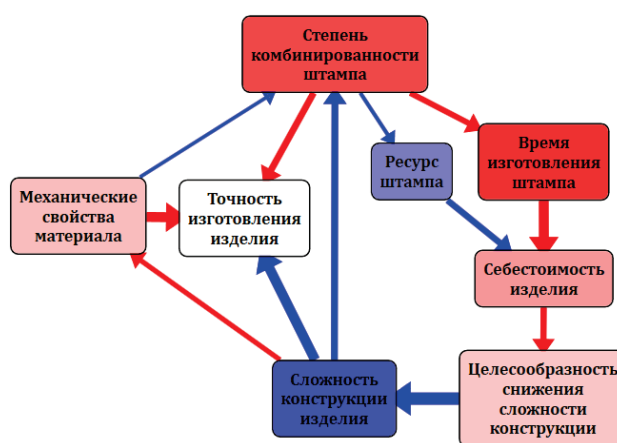 Степень
комбинированности
штампа
Ресурс
штампа
Время
изготовления
штампа
Механические
свойства
материала
Точность
изготовления
изделия
Себестоимость
изделия
Сложность
конструкции
изделия
Целесообразность
снижения
сложности
конструкции